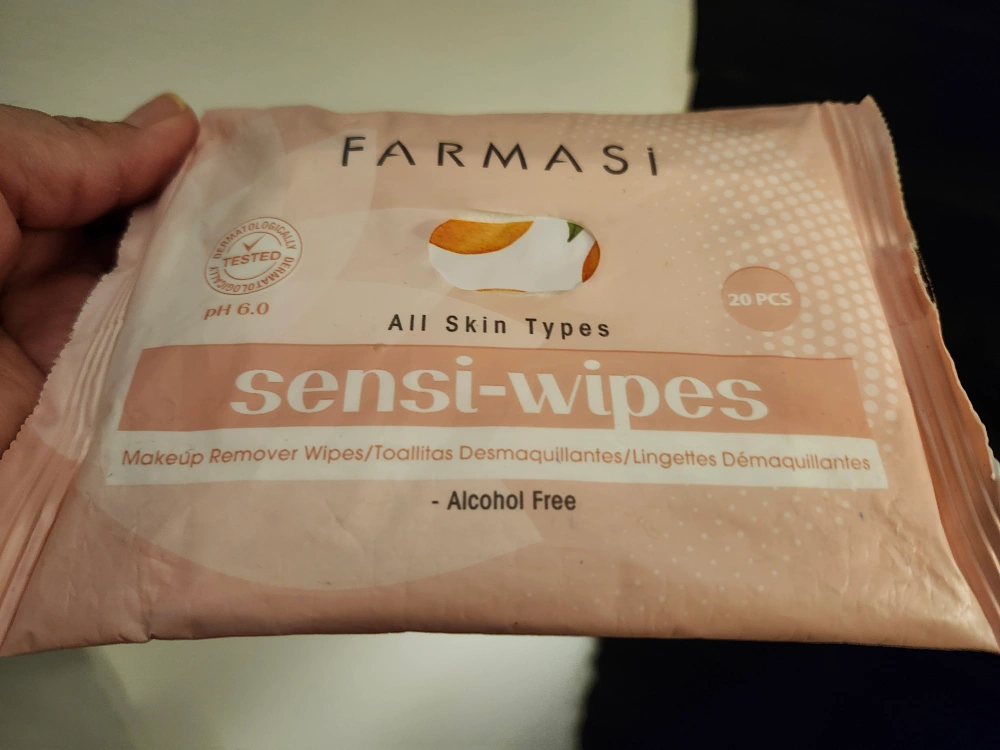 FARMASi
DERMATOLOGICALLY
TESTED
DERMATOLOGICALLY
pH 6.0
20 PCS
All Skin Types
sensi-wipes
Makeup Remover Wipes/Toallitas Desmaquillantes/Lingettes Démaquillantes
- Alcohol Free